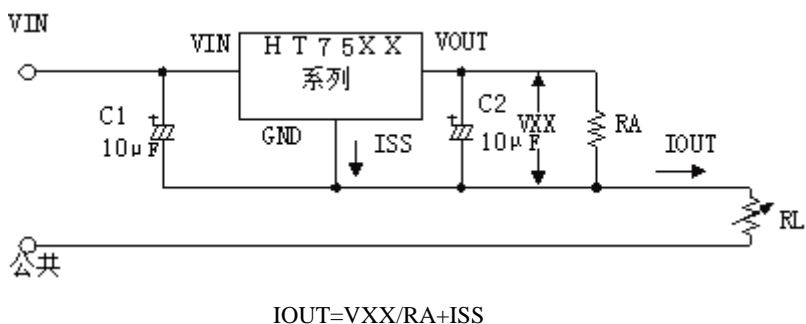 VIN
VIN
HT75XX
系列
VOUT
C1
10μF
GND
ISS
C2
10μF
VXX
RA
IOUT
RL
公共
IOUT=VXX/RA+ISS